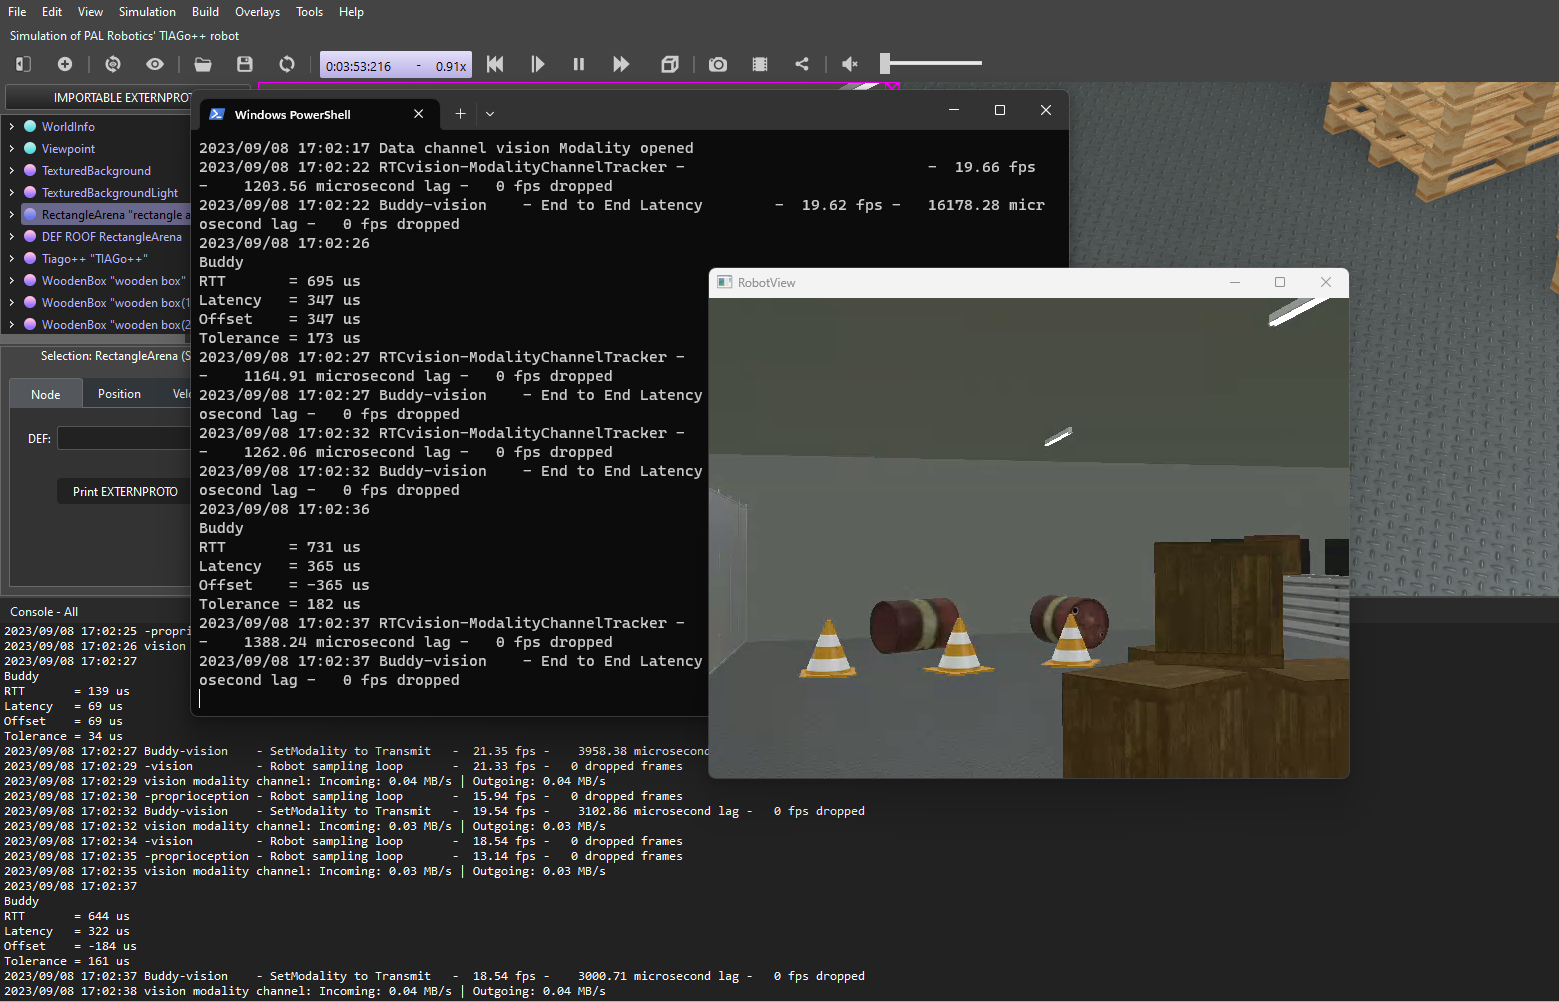 File Edit View Simulation Build Overlays Tools Help
Simulation of PAL Robotics' TIAGo++ robot
0:03:53:216 - 0.91x
IMPORTABLE EXTERNPROT
WorldInfo
Viewpoint
TexturedBackground
TexturedBackgroundLight
RectangleArena "rectangle a
DEF ROOF RectangleArena
Tiago++ "TIAGo++"
WoodenBox "wooden box"
WoodenBox "wooden box(1
WoodenBox "wooden box(2
Selection: RectangleArena (S
Node Position Velc
DEF:
Print EXTERNPROTO
Windows PowerShell
2023/09/08 17:02:17 Data channel vision Modality opened
2023/09/08 17:02:22 RTCvision-ModalityChannelTracker - - 19.66 fps
- 1203.56 microsecond lag - 0 fps dropped
2023/09/08 17:02:22 Buddy-vision - End to End Latency - 19.62 fps - 16178.28 micr
osecond lag - 0 fps dropped
2023/09/08 17:02:26
Buddy
RTT = 695 us
Latency = 347 us
Offset = 347 us
Tolerance = 173 us
2023/09/08 17:02:27 RTCvision-ModalityChannelTracker -
- 1164.91 microsecond lag - 0 fps dropped
2023/09/08 17:02:27 Buddy-vision - End to End Latency
osecond lag - 0 fps dropped
2023/09/08 17:02:32 RTCvision-ModalityChannelTracker -
- 1262.06 microsecond lag - 0 fps dropped
2023/09/08 17:02:32 Buddy-vision - End to End Latency
osecond lag - 0 fps dropped
2023/09/08 17:02:36
Buddy
RTT = 731 us
Latency = 365 us
Offset = -365 us
Tolerance = 182 us
2023/09/08 17:02:37 RTCvision-ModalityChannelTracker -
- 1388.24 microsecond lag - 0 fps dropped
2023/09/08 17:02:37 Buddy-vision - End to End Latency
osecond lag - 0 fps dropped
RobotView
Console - All
2023/09/08 17:02:25 -propri
2023/09/08 17:02:26 vision
2023/09/08 17:02:27
Buddy
RTT = 139 us
Latency = 69 us
Offset = 69 us
Tolerance = 34 us
2023/09/08 17:02:27 Buddy-vision - SetModality to Transmit - 21.35 fps - 3958.38 microsecond
2023/09/08 17:02:29 -vision - Robot sampling loop - 21.33 fps - 0 dropped frames
2023/09/08 17:02:29 vision modality channel: Incoming: 0.04 MB/s | Outgoing: 0.04 MB/s
2023/09/08 17:02:30 -proprioception - Robot sampling loop - 15.94 fps - 0 dropped frames
2023/09/08 17:02:32 Buddy-vision - SetModality to Transmit - 19.54 fps - 3102.86 microsecond lag - 0 fps dropped
2023/09/08 17:02:32 vision modality channel: Incoming: 0.03 MB/s | Outgoing: 0.03 MB/s
2023/09/08 17:02:34 -vision - Robot sampling loop - 18.54 fps - 0 dropped frames
2023/09/08 17:02:35 -proprioception - Robot sampling loop - 13.14 fps - 0 dropped frames
2023/09/08 17:02:35 vision modality channel: Incoming: 0.03 MB/s | Outgoing: 0.03 MB/s
2023/09/08 17:02:37
Buddy
RTT = 644 us
Latency = 322 us
Offset = -184 us
Tolerance = 161 us
2023/09/08 17:02:37 Buddy-vision - SetModality to Transmit - 18.54 fps - 3000.71 microsecond lag - 0 fps dropped
2023/09/08 17:02:38 vision modality channel: Incoming: 0.04 MB/s | Outgoing: 0.04 MB/s